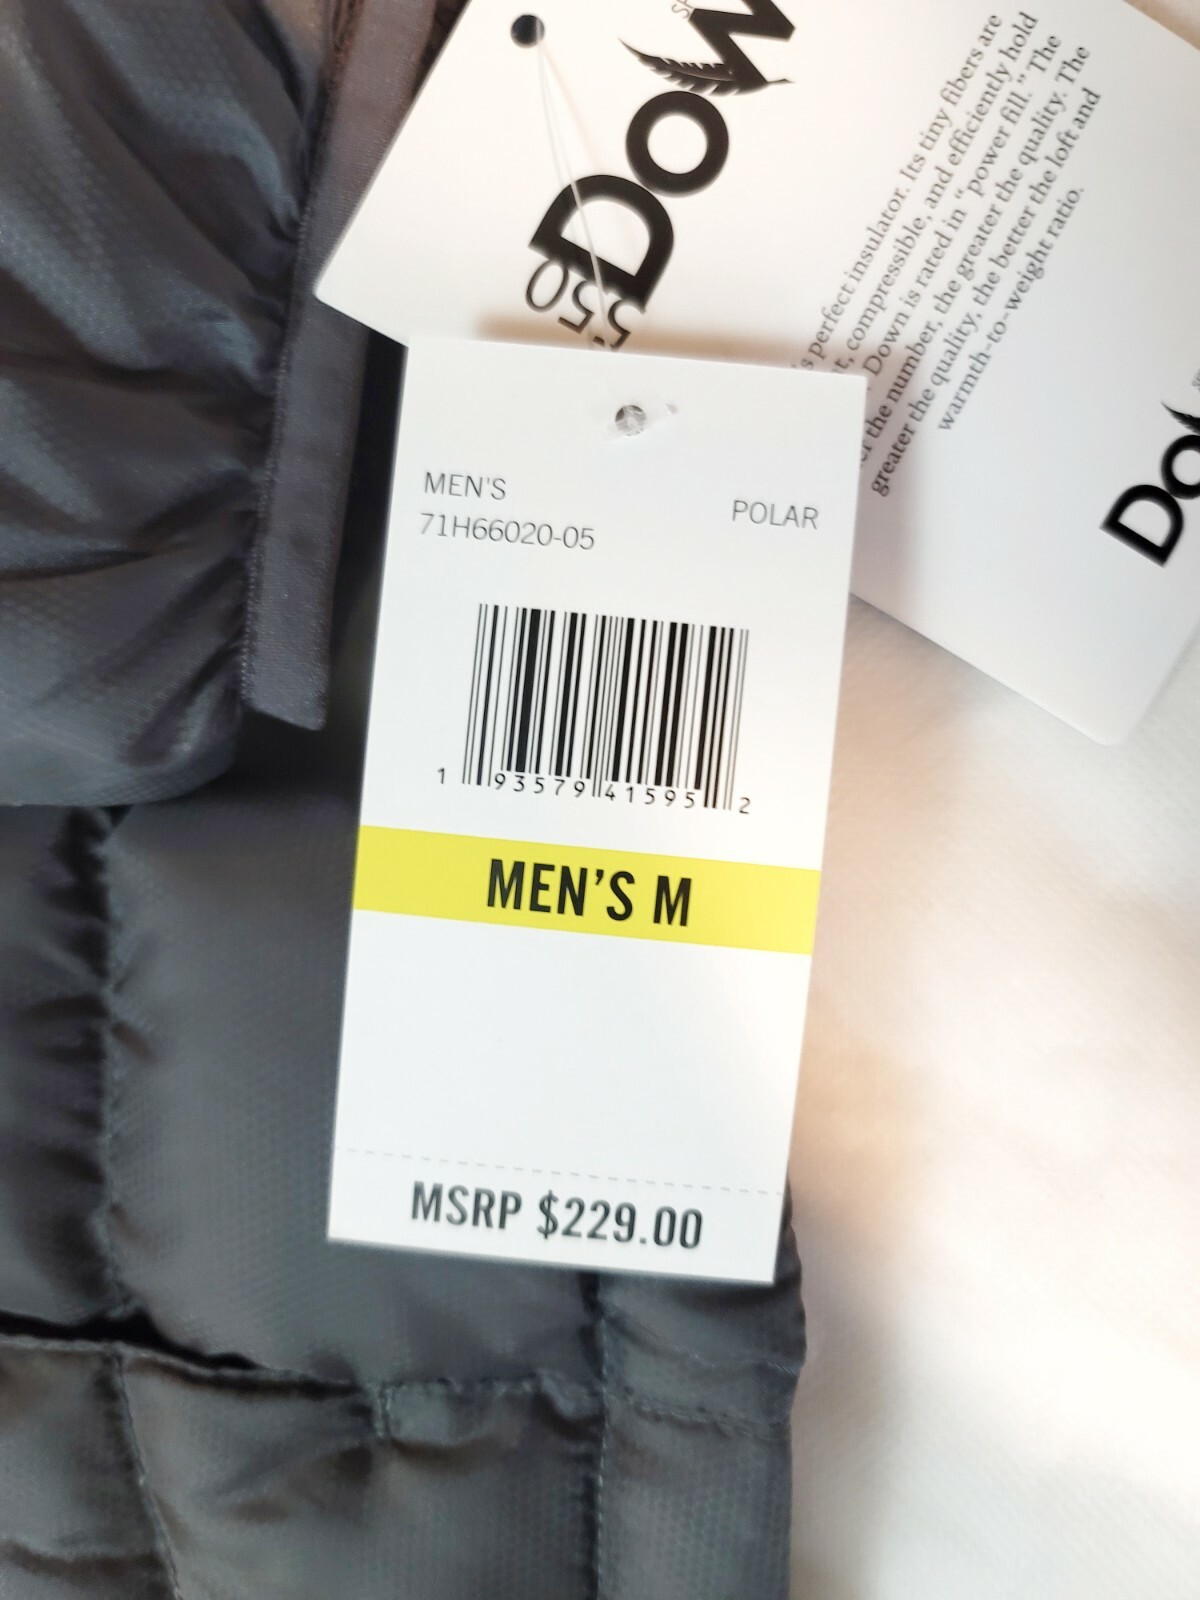 DOW
550
perfect insulator. Its tiny fibers are
compressible, and efficiently hold
Down is rated in "power fill." The
the number, the greater the quality. The
greater the quality, the better the loft and
warmth-to-weight ratio.
DO
MEN'S
71H66020-05
POLAR
1 93579 41595 2
MEN'S M
MSRP $229.00